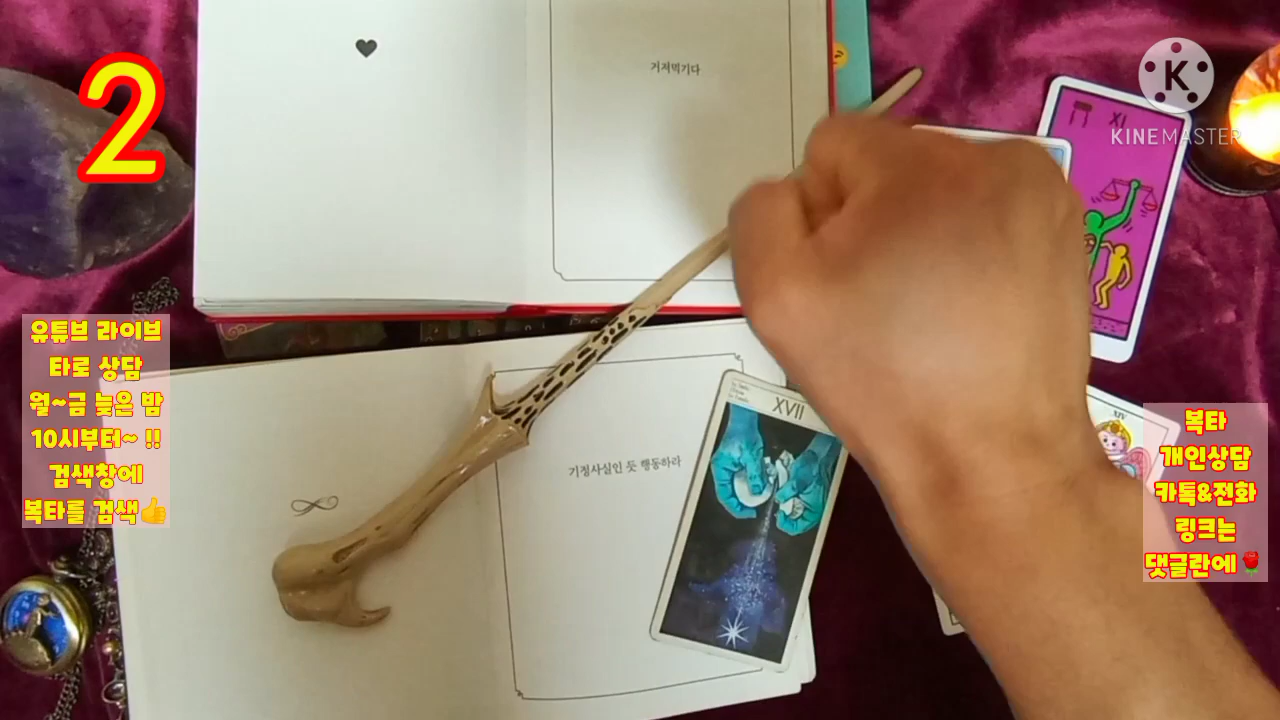 2
거저먹기다
XI
KINEMASTER
유튜브 라이브
타로 상담
월~금 늦은 밤
10시부터~ !!
검색창에
복타를 검색👍
XVII
기정사실인 듯 행동하라
XIV
복타
개인상담
카톡&전화
링크는
댓글란에🌹